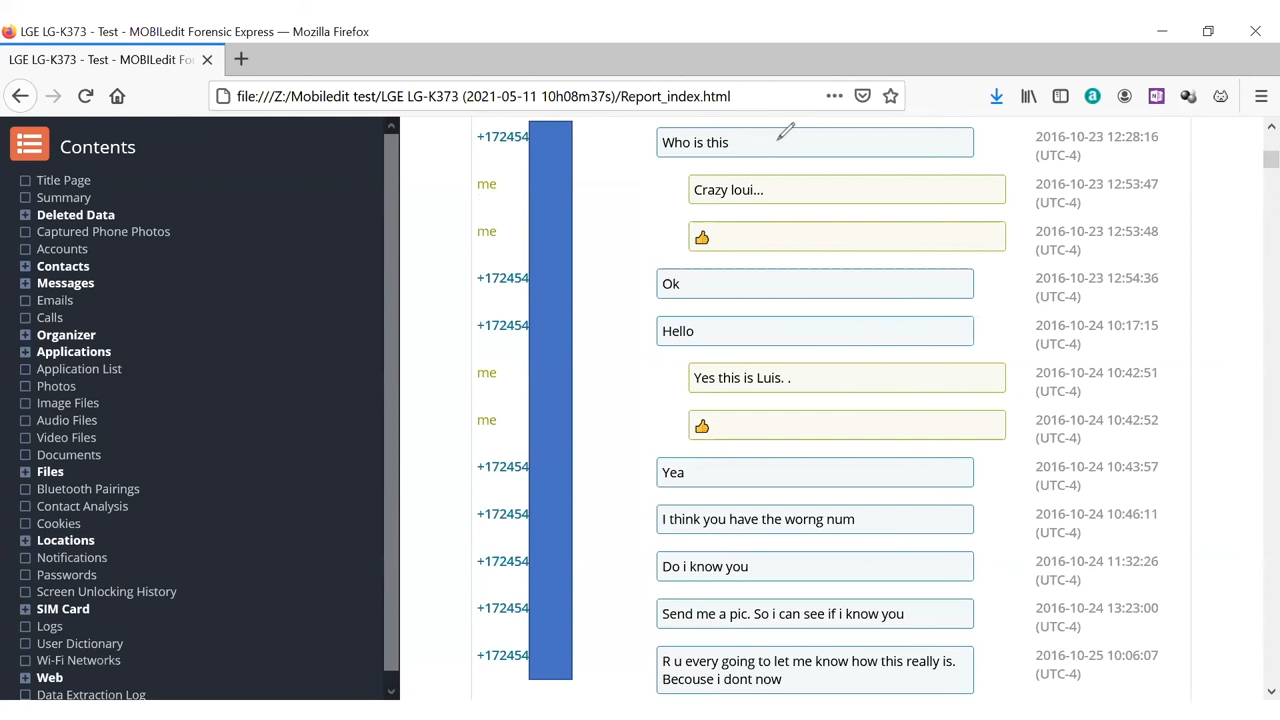 LGE LG-K373 - Test - MOBILedit Forensic Express — Mozilla Firefox
LGE LG-K373 - Test - MOBILedit Fo
file:///Z:/Mobiledit test/LGE LG-K373 (2021-05-11 10h08m37s)/Report_index.html
Contents
Title Page
Summary
Deleted Data
Captured Phone Photos
Accounts
Contacts
Messages
Emails
Calls
Organizer
Applications
Application List
Photos
Image Files
Audio Files
Video Files
Documents
Files
Bluetooth Pairings
Contact Analysis
Cookies
Locations
Notifications
Passwords
Screen Unlocking History
SIM Card
Logs
User Dictionary
Wi-Fi Networks
Web
Data Extraction Log
+172454 Who is this 2016-10-23 12:28:16
(UTC-4)
me Crazy loui... 2016-10-23 12:53:47
(UTC-4)
me 👍 2016-10-23 12:53:48
(UTC-4)
+172454 Ok 2016-10-23 12:54:36
(UTC-4)
+172454 Hello 2016-10-24 10:17:15
(UTC-4)
me Yes this is Luis. . 2016-10-24 10:42:51
(UTC-4)
me 👍 2016-10-24 10:42:52
(UTC-4)
+172454 Yea 2016-10-24 10:43:57
(UTC-4)
+172454 I think you have the worng num 2016-10-24 10:46:11
(UTC-4)
+172454 Do i know you 2016-10-24 11:32:26
(UTC-4)
+172454 Send me a pic. So i can see if i know you 2016-10-24 13:23:00
(UTC-4)
+172454 R u every going to let me know how this really is. 2016-10-25 10:06:07
Becouse i dont now (UTC-4)